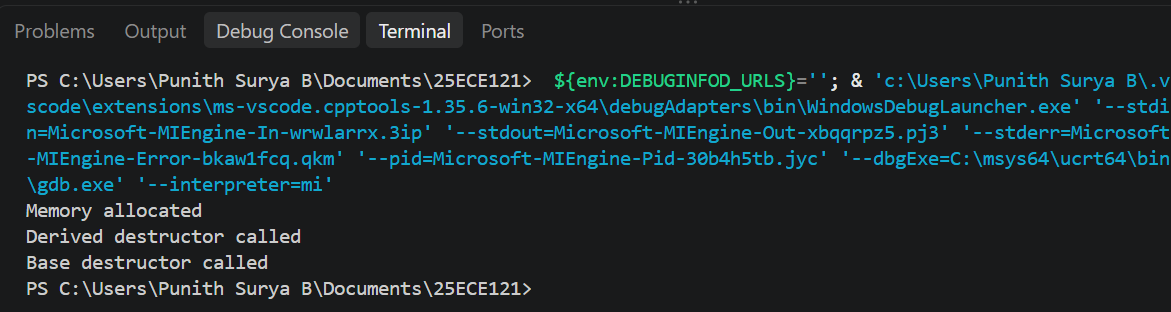 Problems Output Debug Console Terminal Ports
PS C:\Users\Punith Surya B\Documents\25ECE121>  ${env:DEBUGINFOD_URLS}=''; & 'c:\Users\Punith Surya B\.v
scode\extensions\ms-vscode.cpptools-1.35.6-win32-x64\debugAdapters\bin\WindowsDebugLauncher.exe' '--stdi
n=Microsoft-MIEngine-In-wrwlarrx.3ip' '--stdout=Microsoft-MIEngine-Out-xbqqrpz5.pj3' '--stderr=Microsoft
-MIEngine-Error-bkaw1fcq.qkm' '--pid=Microsoft-MIEngine-Pid-30b4h5tb.jyc' '--dbgExe=C:\msys64\ucrt64\bin
\gdb.exe' '--interpreter=mi'
Memory allocated
Derived destructor called
Base destructor called
PS C:\Users\Punith Surya B\Documents\25ECE121>